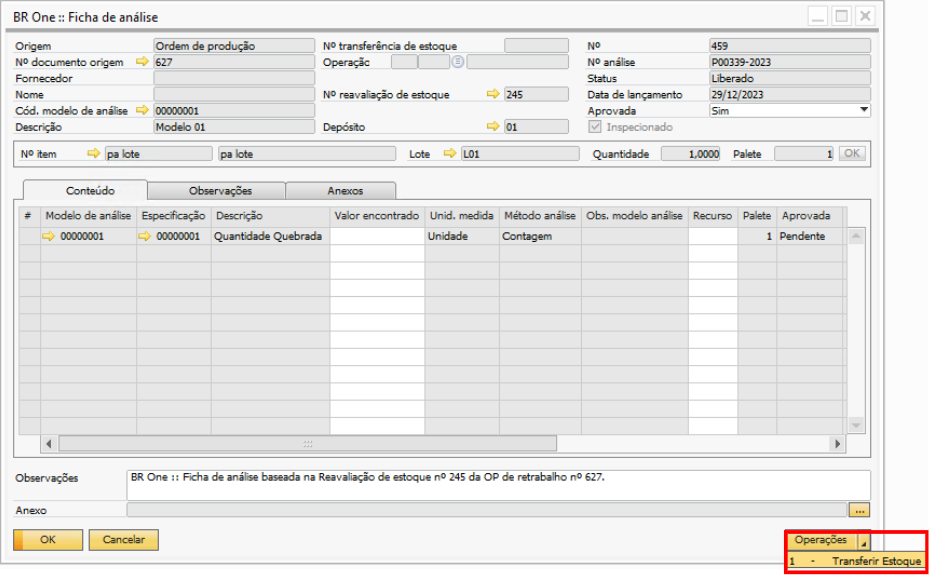 BR One :: Ficha de análise
Origem Ordem de produção Nº transferência de estoque Nº 459
Nº documento origem 627 Operação Nº análise P00339-2023
Fornecedor Status Liberado
Nome Nº reavaliação de estoque 245 Data de lançamento 29/12/2023
Cód. modelo de análise 00000001 Aprovada Sim
Descrição Modelo 01 Depósito 01 Inspecionado
Nº item pa lote pa lote Lote L01 Quantidade 1,0000 Palete 1 OK
Conteúdo Observações Anexos
# Modelo de análise Especificação Descrição Valor encontrado Unid. medida Método análise Obs. modelo análise Recurso Palete Aprovada
00000001 00000001 Quantidade Quebrada Unidade Contagem 1 Pendente
Observações BR One :: Ficha de análise baseada na Reavaliação de estoque nº 245 da OP de retrabalho nº 627.
Anexo ...
OK Cancelar Operações
1 - Transferir Estoque